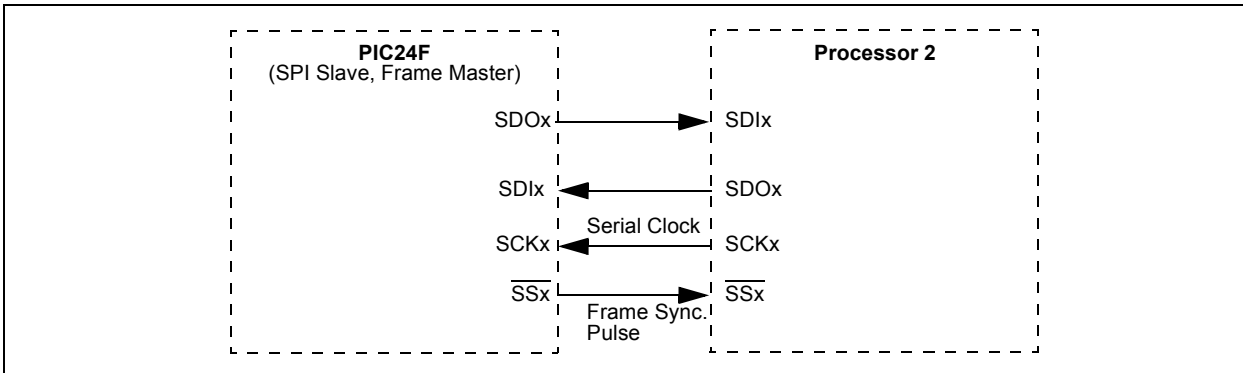 PIC24F
(SPI Slave, Frame Master)
Processor 2
SDOx
SDIx
SDIx
SDOx
Serial Clock
SCKx
SCKx
SSx
SSx
Frame Sync.
Pulse